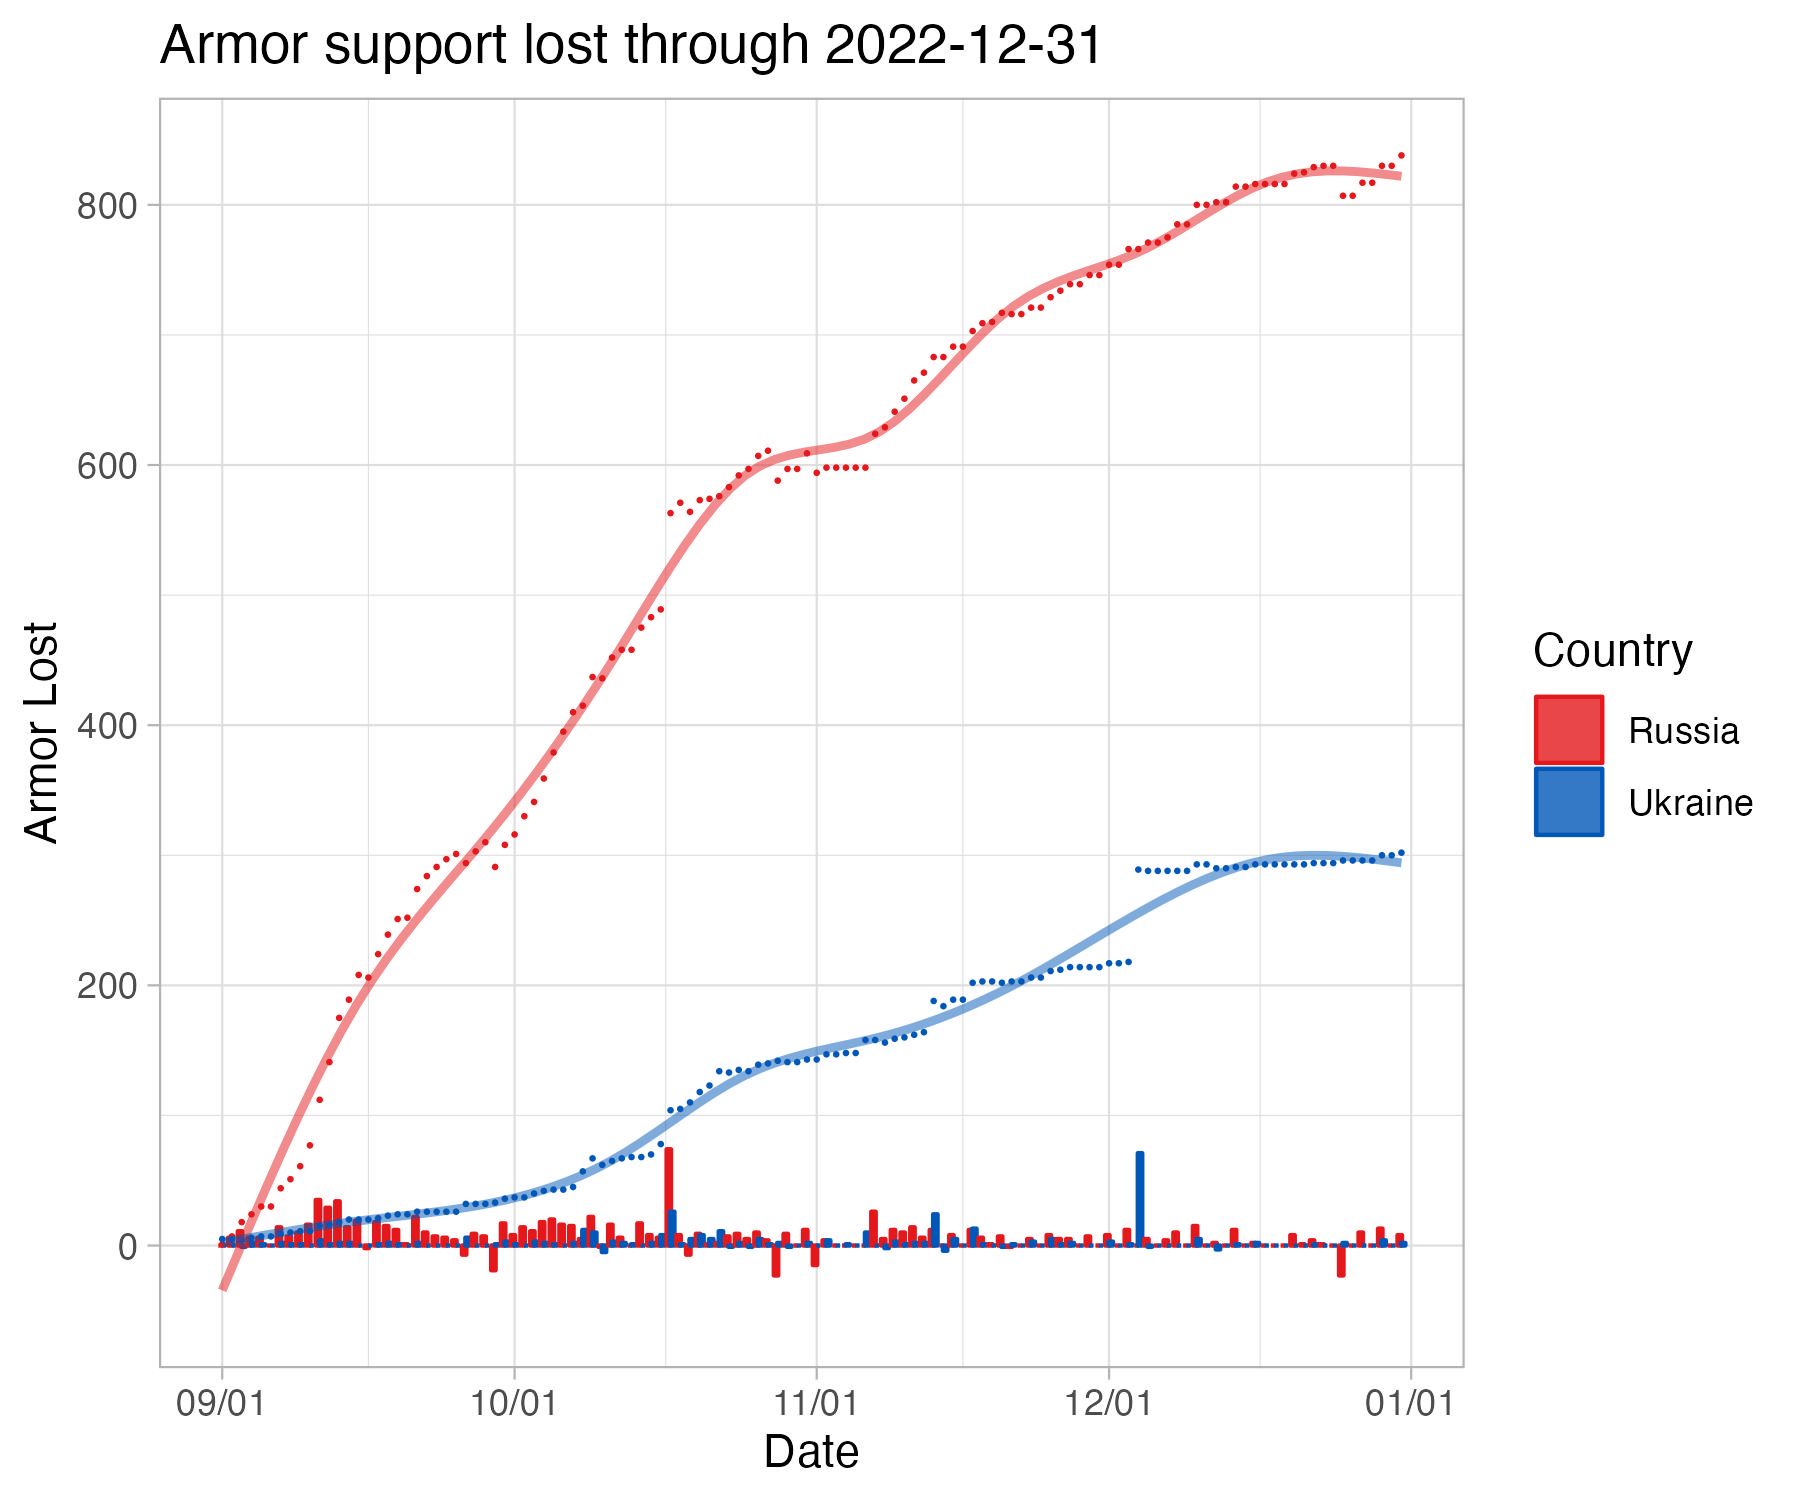 Armor support lost through 2022-12-31
Armor Lost
800
600
400
200
0
09/01
10/01
11/01
12/01
01/01
Date
Country
Russia
Ukraine